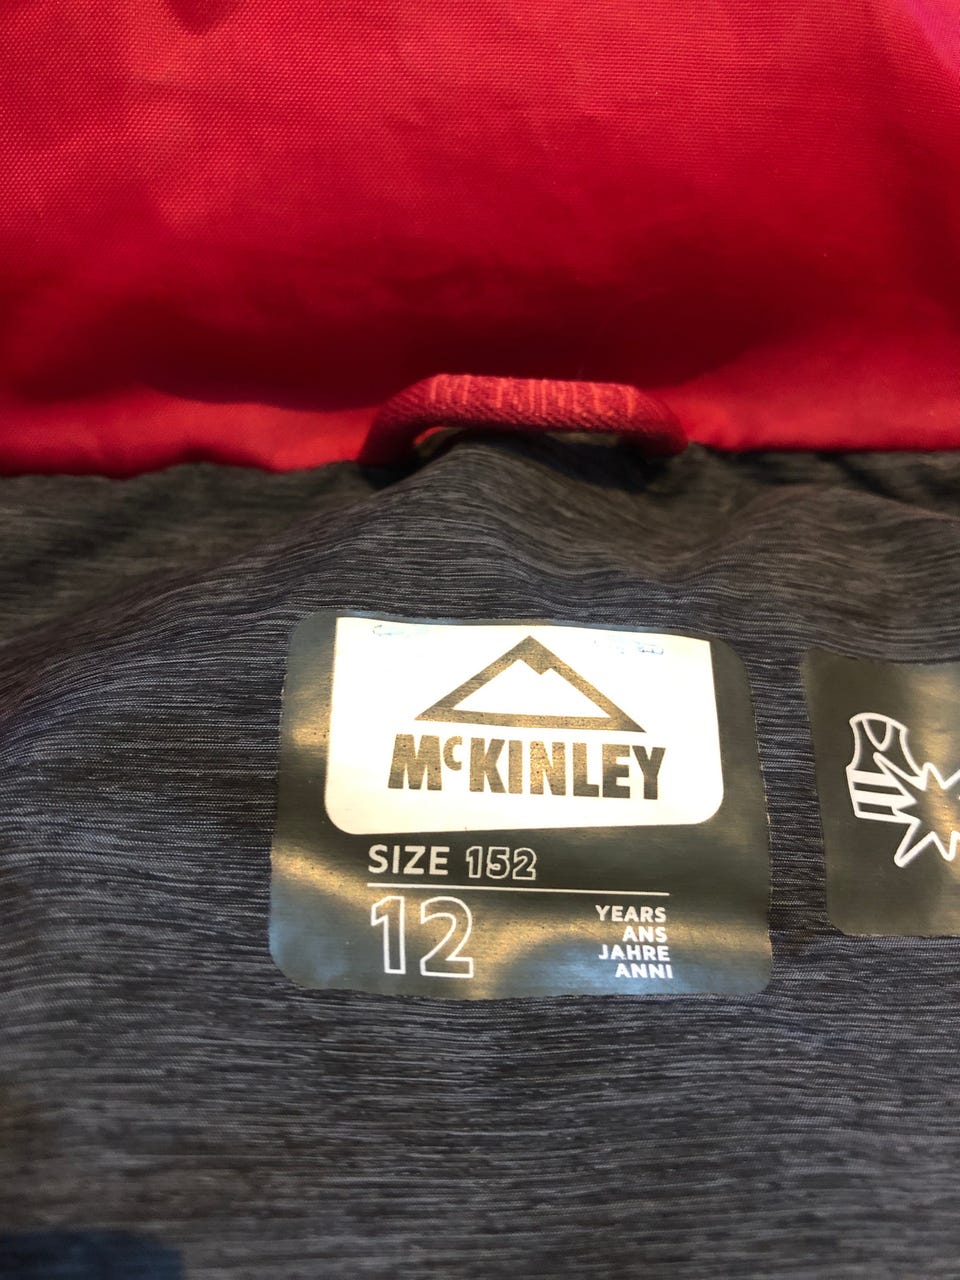 McKINLEY
SIZE 152
12
YEARS
ANS
JAHRE
ANNI